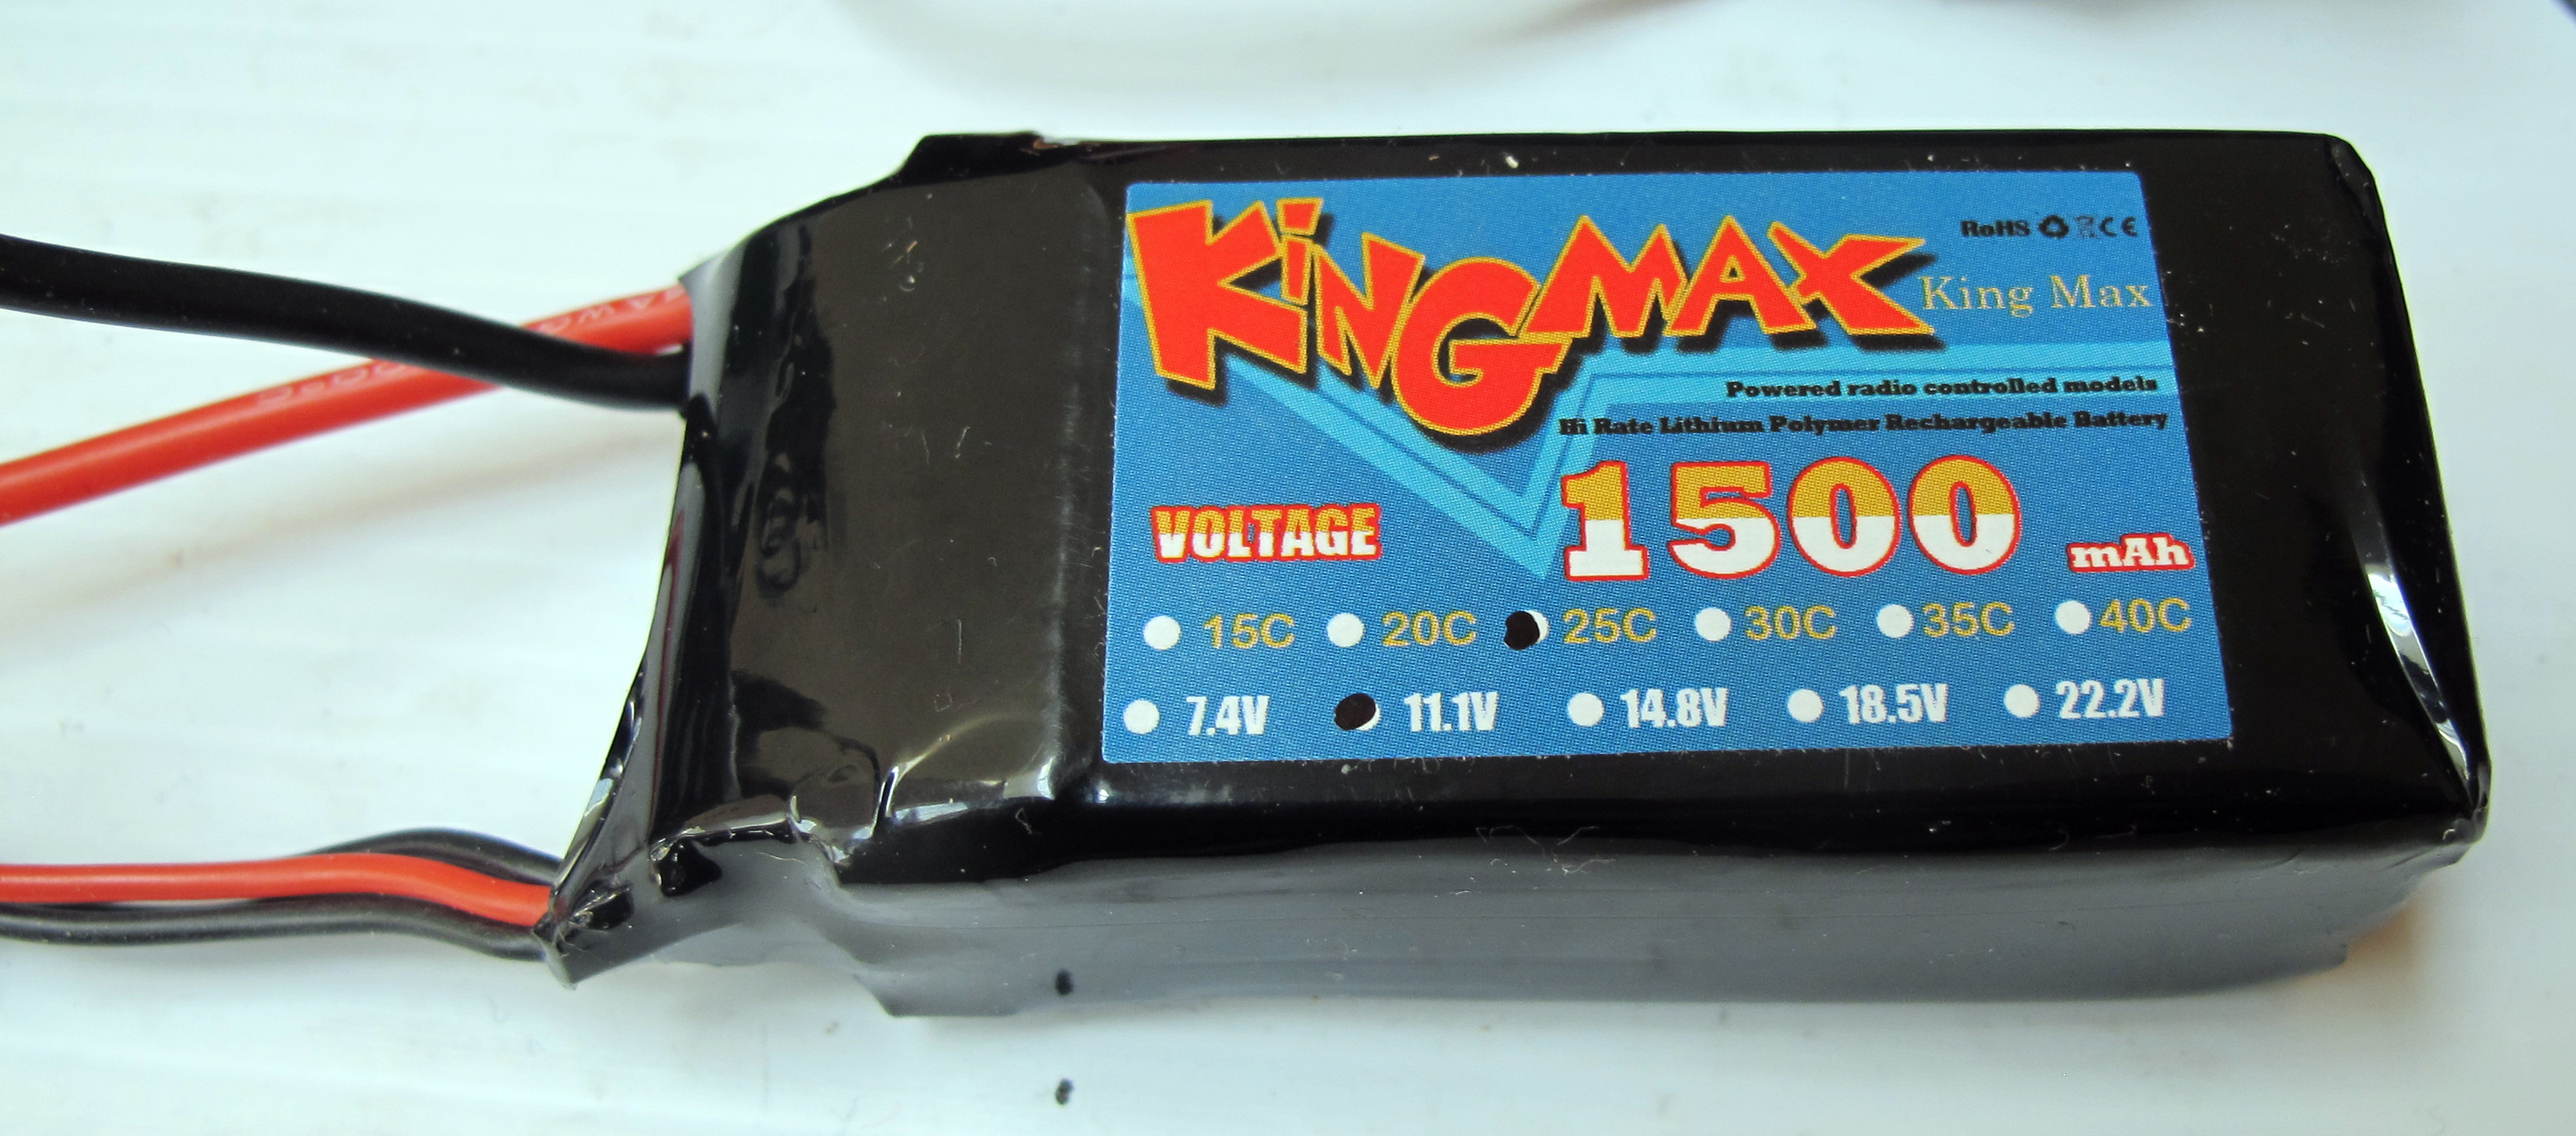 KiNGMAX
RoHS CE
King Max
Powered radio controlled models
Hi Rate Lithium Polymer Rechargeable Battery
VOLTAGE
1500 mAh
15C 20C 25C 30C 35C 40C
7.4V 11.1V 14.8V 18.5V 22.2V